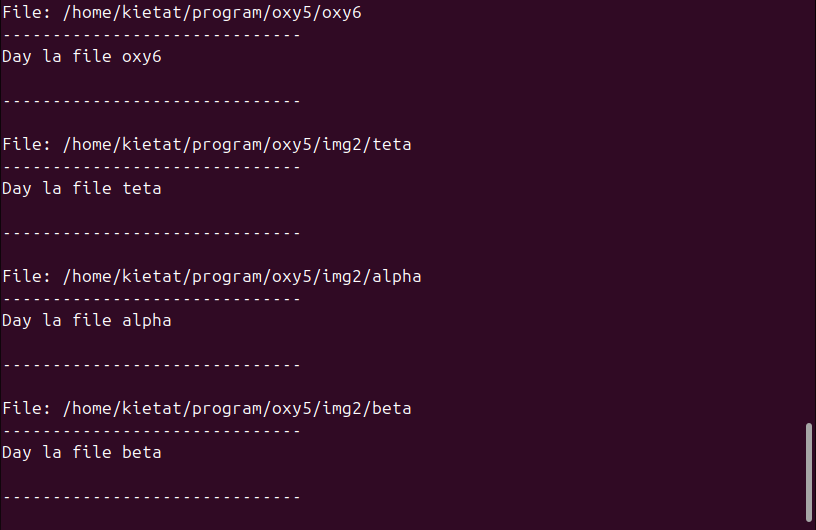 File: /home/kietat/program/oxy5/oxy6
------------------------------
Day la file oxy6
------------------------------
File: /home/kietat/program/oxy5/img2/teta
------------------------------
Day la file teta
------------------------------
File: /home/kietat/program/oxy5/img2/alpha
------------------------------
Day la file alpha
------------------------------
File: /home/kietat/program/oxy5/img2/beta
------------------------------
Day la file beta
------------------------------